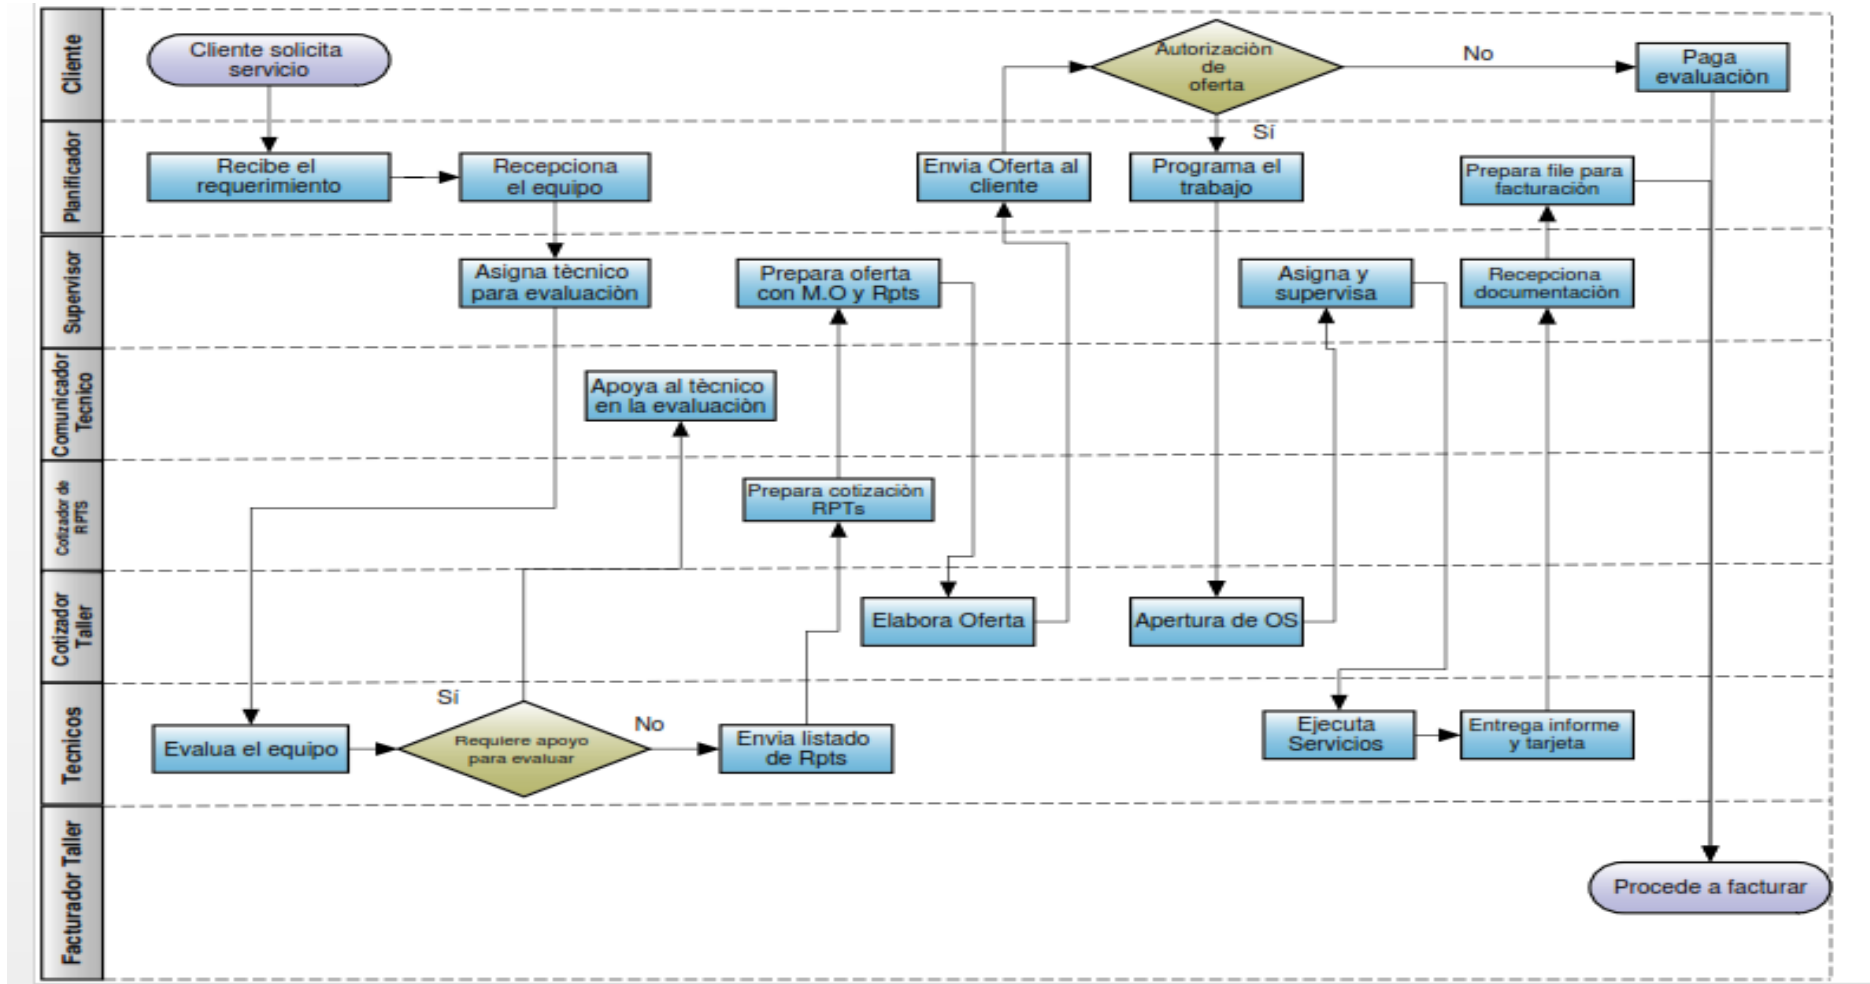 Cliente
Cliente solicita
servicio
Autorizaciòn
de
oferta
No
Paga
evaluaciòn
Planificador
Recibe el
requerimiento
Recepciona
el equipo
Envia Oferta al
cliente
Sí
Programa el
trabajo
Prepara file para
facturaciòn
Supervisor
Asigna tècnico
para evaluaciòn
Prepara oferta
con M.O y Rpts
Asigna y
supervisa
Recepciona
documentaciòn
Comunicador
Tecnico
Apoya al tècnico
en la evaluaciòn
Cotizador de
RPTS
Prepara cotizaciòn
RPTs
Cotizador
Taller
Elabora Oferta
Apertura de OS
Tecnicos
Evalua el equipo
Sí
Requiere apoyo
para evaluar
No
Envia listado
de Rpts
Ejecuta
Servicios
Entrega informe
y tarjeta
Facturador Taller
Procede a facturar